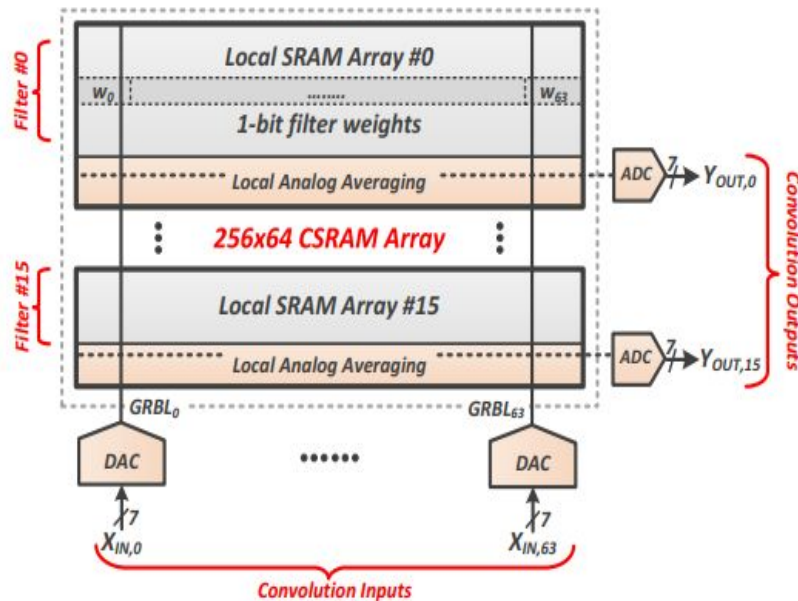 Filter #0
Local SRAM Array #0
w0 ........ w63
1-bit filter weights
Local Analog Averaging
ADC 7 YOUT,0
256x64 CSRAM Array
Filter #15
Local SRAM Array #15
Local Analog Averaging
ADC 7 YOUT,15
Convolution Outputs
GRBL0 GRBL63
DAC DAC
7 7
XIN,0 XIN,63
Convolution Inputs